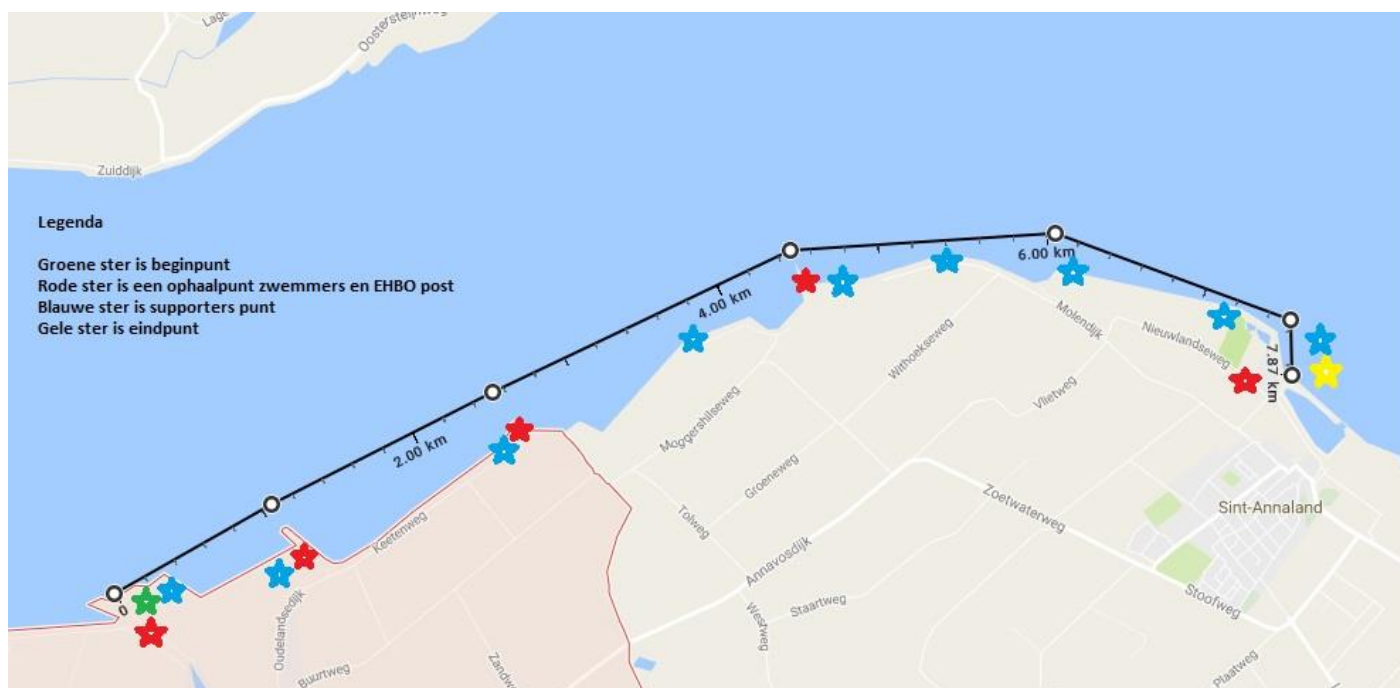 Lage
Oostersteijnweg
Zuiddijk
Legenda
Groene ster is beginpunt
Rode ster is een ophaalpunt zwemmers en EHBO post
Blauwe ster is supporters punt
Gele ster is eindpunt
6.00 km
4.00 km
Molendijk
Nieuwlandseweg
7.87 km
Withoekseweg
Vlietweg
Moggershilseweg
2.00 km
Groeneweg
Zoetwaterweg
Sint-Annaland
Keetenweg
Tolweg
Annavosdijk
0
Oudelandsedijk
Staartweg
Stoofweg
Westweg
Buurtweg
Zandw
Plaatweg